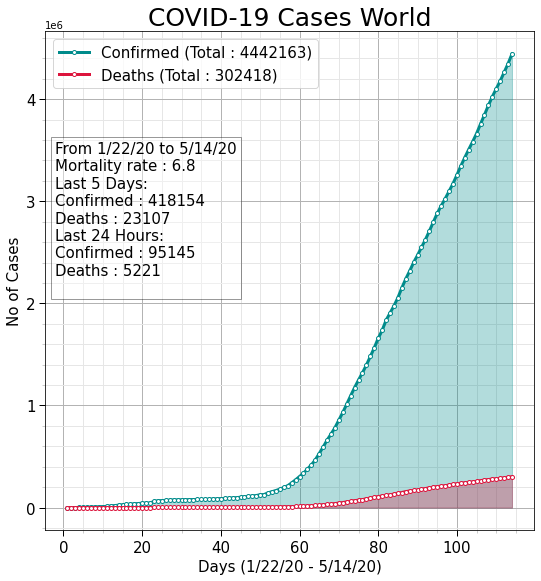 COVID-19 Cases World
1e6
Confirmed (Total : 4442163)
Deaths (Total : 302418)
From 1/22/20 to 5/14/20
Mortality rate : 6.8
Last 5 Days:
Confirmed : 418154
Deaths : 23107
Last 24 Hours:
Confirmed : 95145
Deaths : 5221
No of Cases
4
3
2
1
0
0 20 40 60 80 100
Days (1/22/20 - 5/14/20)